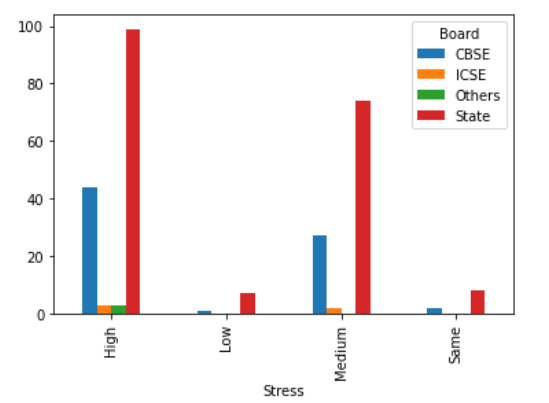 100
80
60
40
20
0
Board
CBSE
ICSE
Others
State
High
Low
Medium
Same
Stress